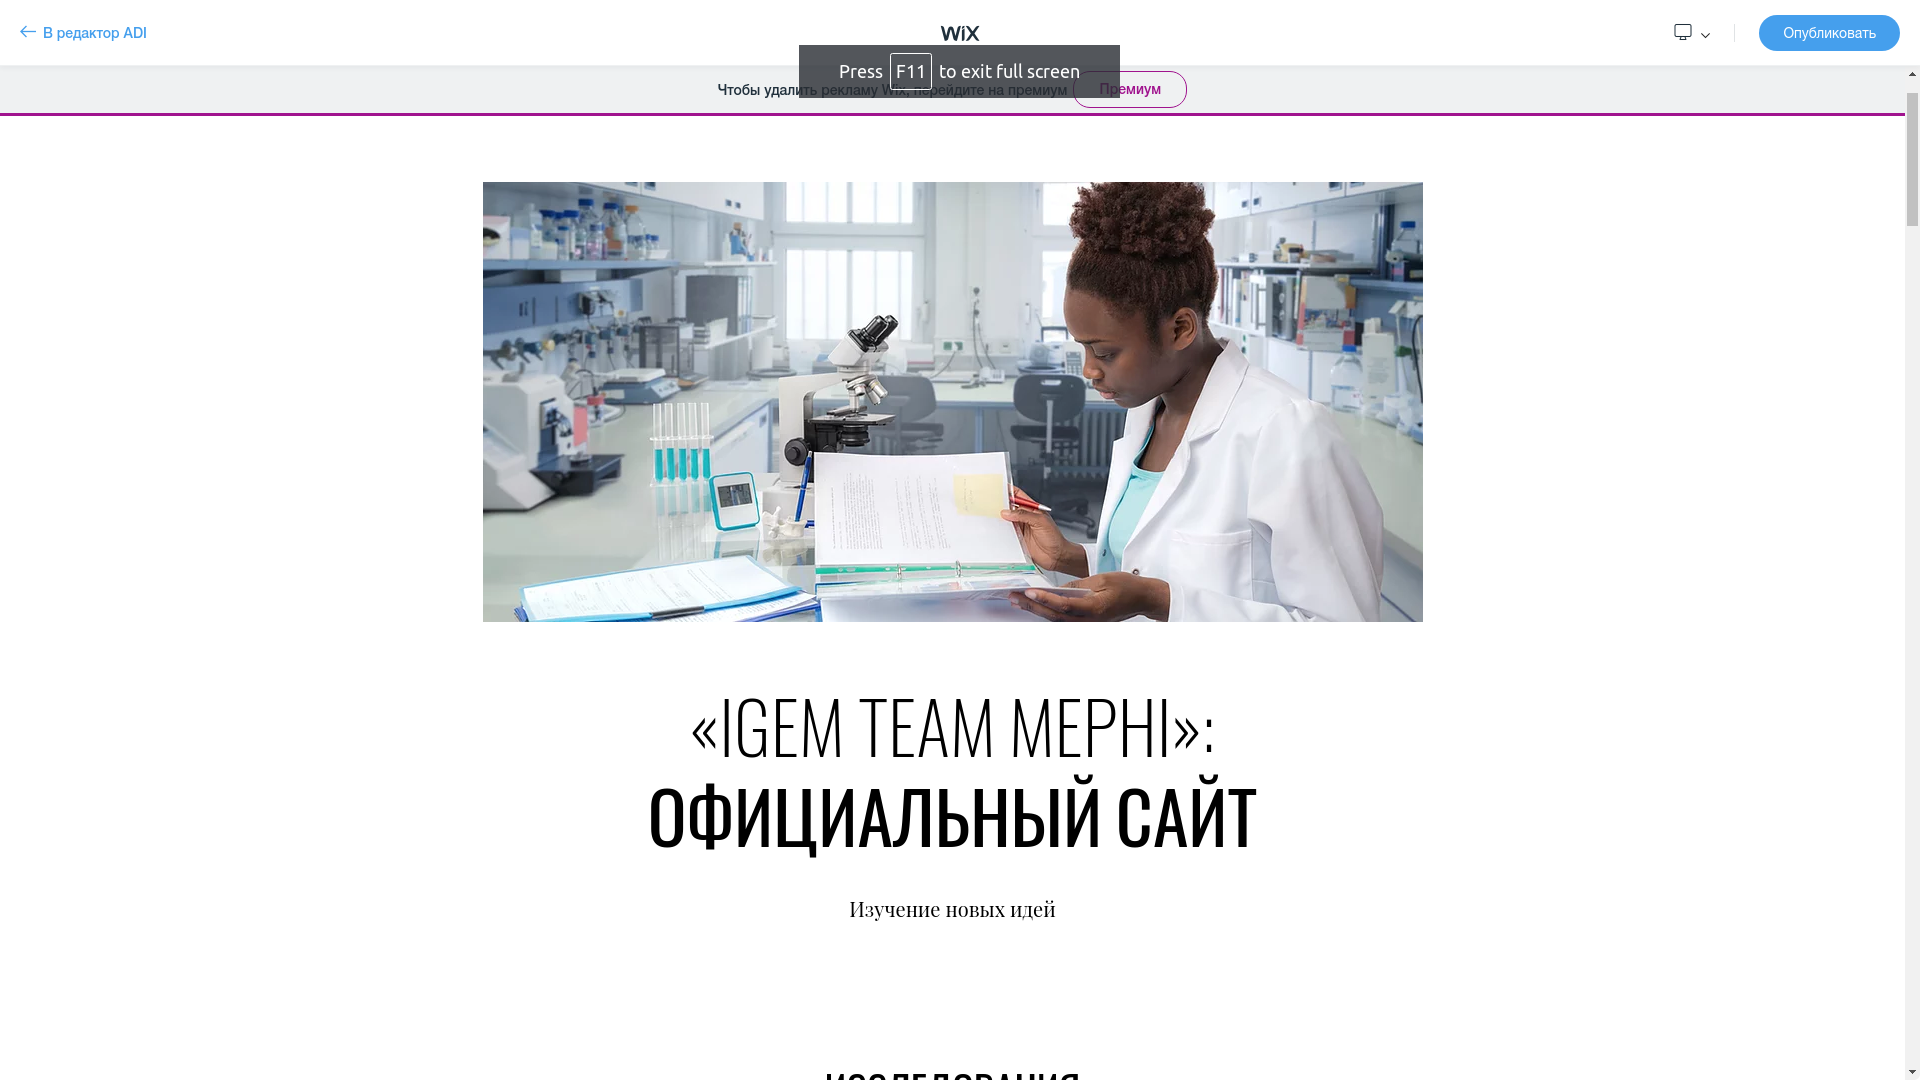 В редактор ADI
WiX
Опубликовать
Press F11 to exit full screen
Чтобы удалить рекламу Wix, перейдите на премиум
Премиум
«IGEM TEAM MEPHI»:
ОФИЦИАЛЬНЫЙ САЙТ
Изучение новых идей
ИССЛЕДОВАНИЯ